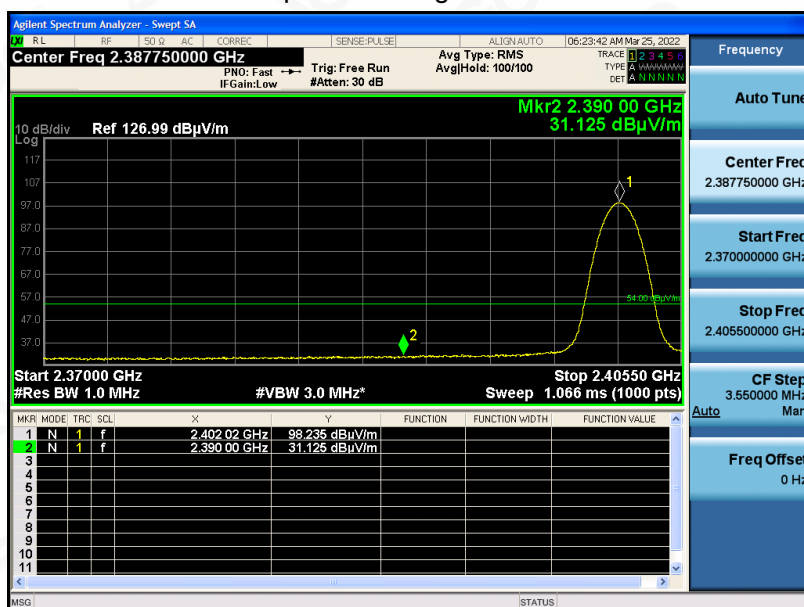 Agilent Spectrum Analyzer - Swept SA
LXI RL RF 50 Ω AC CORREC SENSE:PULSE ALIGN AUTO 06:23:42 AM Mar 25, 2022
Center Freq 2.387750000 GHz
PNO: Fast
IFGain:Low
Trig: Free Run
#Atten: 30 dB
Avg Type: RMS
Avg|Hold: 100/100
TRACE 1 2 3 4 5 6
TYPE A WWWWW
DET A N N N N N
Mkr2 2.390 00 GHz
31.125 dBµV/m
10 dB/div Ref 126.99 dBµV/m
Log
117
107
97.0
87.0
77.0
67.0
57.0
47.0
37.0
1
54.00 dBµV/m
2
Start 2.37000 GHz Stop 2.40550 GHz
#Res BW 1.0 MHz #VBW 3.0 MHz* Sweep 1.066 ms (1000 pts)
MKR MODE TRC SCL X Y FUNCTION FUNCTION WIDTH FUNCTION VALUE
1 N 1 f 2.402 02 GHz 98.235 dBµV/m
2 N 1 f 2.390 00 GHz 31.125 dBµV/m
3
4
5
6
7
8
9
10
11
MSG STATUS
Frequency
Auto Tune
Center Freq
2.387750000 GHz
Start Freq
2.370000000 GHz
Stop Freq
2.405500000 GHz
CF Step
3.550000 MHz
Auto Man
Freq Offset
0 Hz